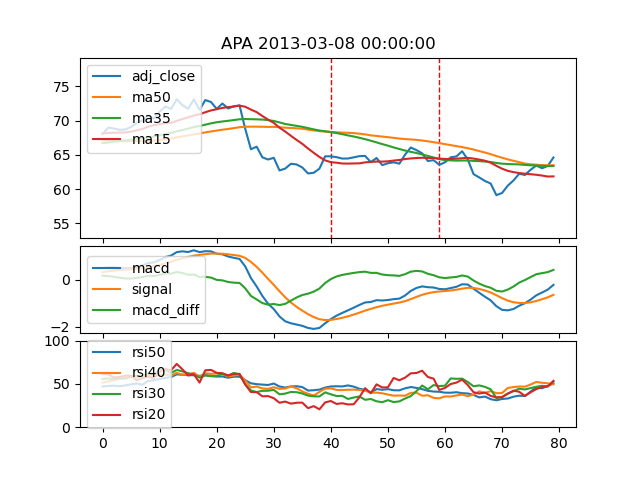 APA 2013-03-08 00:00:00
75
70
65
60
55
adj_close
ma50
ma35
ma15
0
−2
macd
signal
macd_diff
100
50
0
rsi50
rsi40
rsi30
rsi20
0 10 20 30 40 50 60 70 80